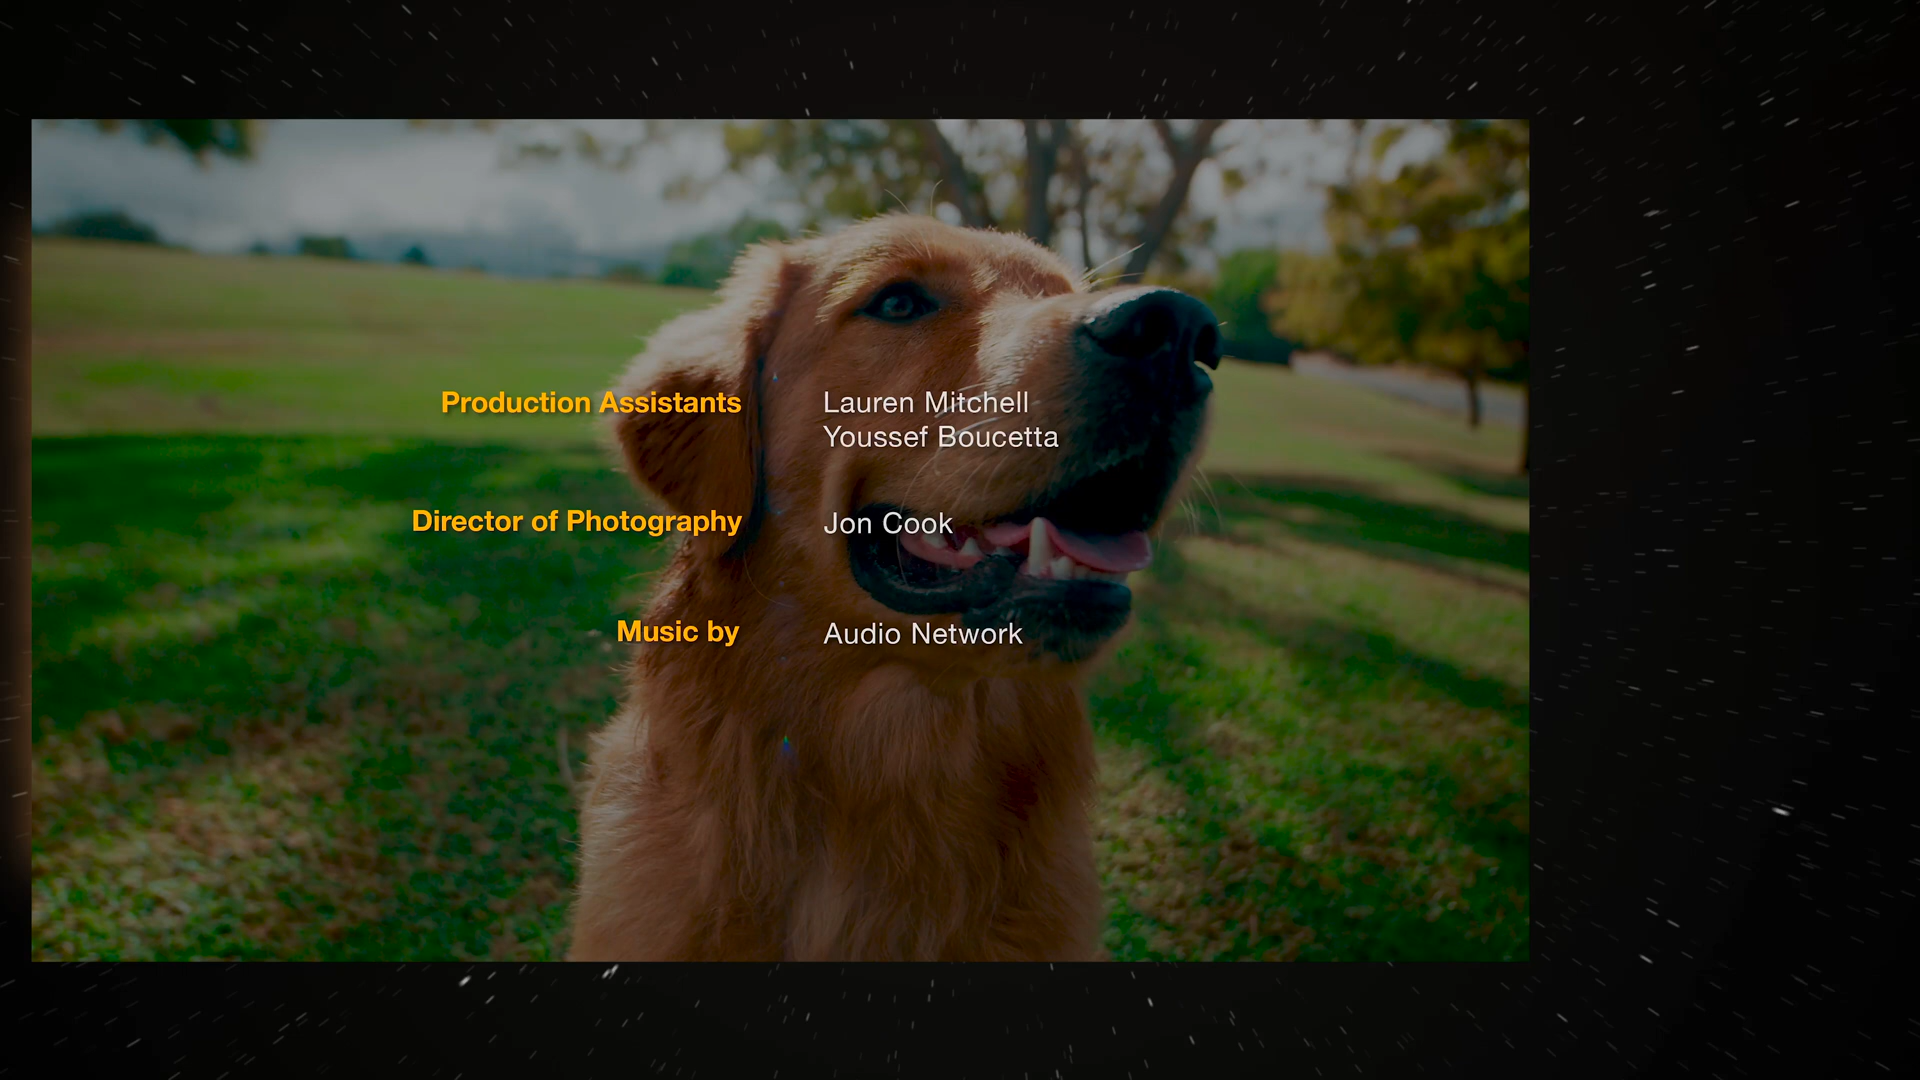 Production Assistants Lauren Mitchell
Youssef Boucetta
Director of Photography Jon Cook
Music by Audio Network